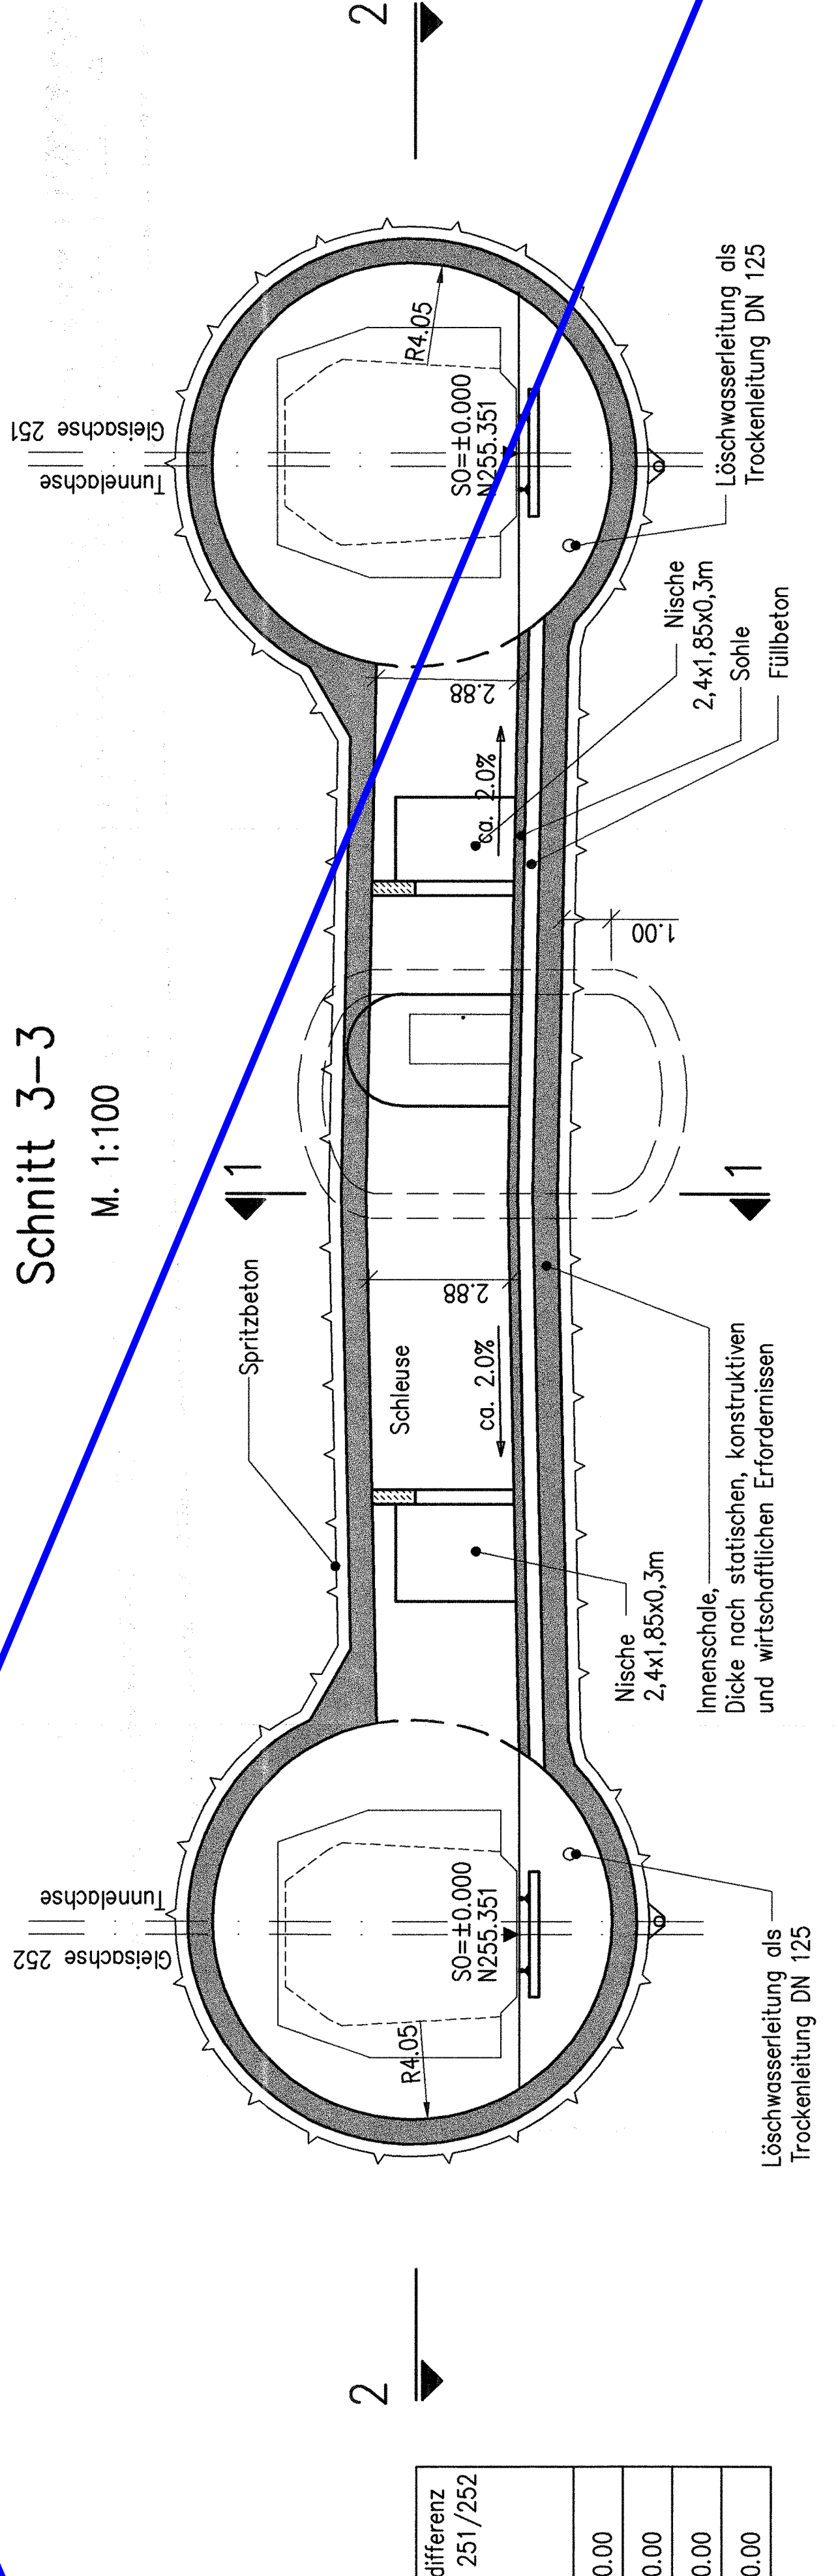 Schnitt 3-3
M. 1:100
2
2
1
1
Gleisachse 252
Tunnelachse
Tunnelachse
Gleisachse 251
Spritzbeton
R4.05
SO=±0.000
N255.351
Schleuse
ca. 2.0%
2.88
2.88
ca. 2.0%
R4.05
SO=±0.000
N255.351
1.00
Nische
2,4x1,85x0,3m
Innenschale,
Dicke nach statischen, konstruktiven
und wirtschaftlichen Erfordernissen
Nische
2,4x1,85x0,3m
Sohle
Füllbeton
Löschwasserleitung als
Trockenleitung DN 125
Löschwasserleitung als
Trockenleitung DN 125
differenz
251/252
0.00
0.00
0.00
0.00